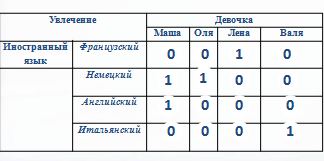 Увлечение Девочка
Маша Оля Лена Валя
Иностранный язык Французский 0 0 1 0
Немецкий 1 1 0 0
Английский 1 0 0 0
Итальянский 0 0 0 1